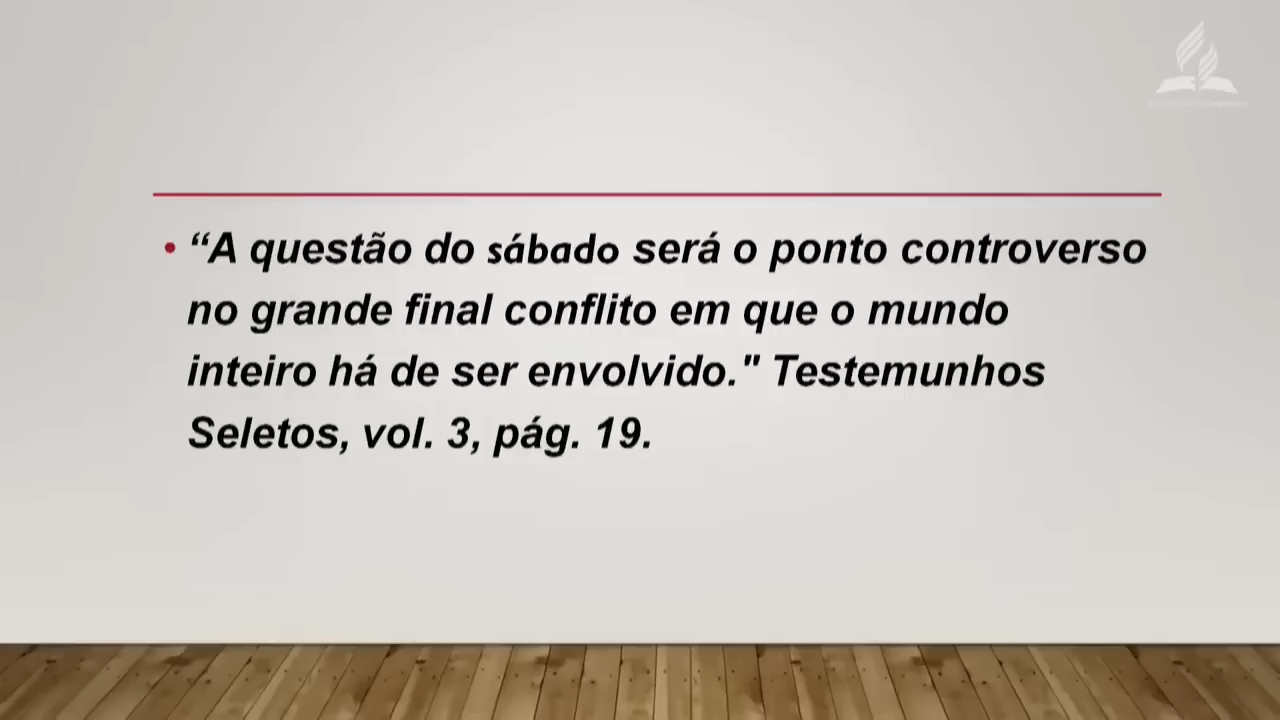 • “A questão do sábado será o ponto controverso
no grande final conflito em que o mundo
inteiro há de ser envolvido." Testemunhos
Seletos, vol. 3, pág. 19.